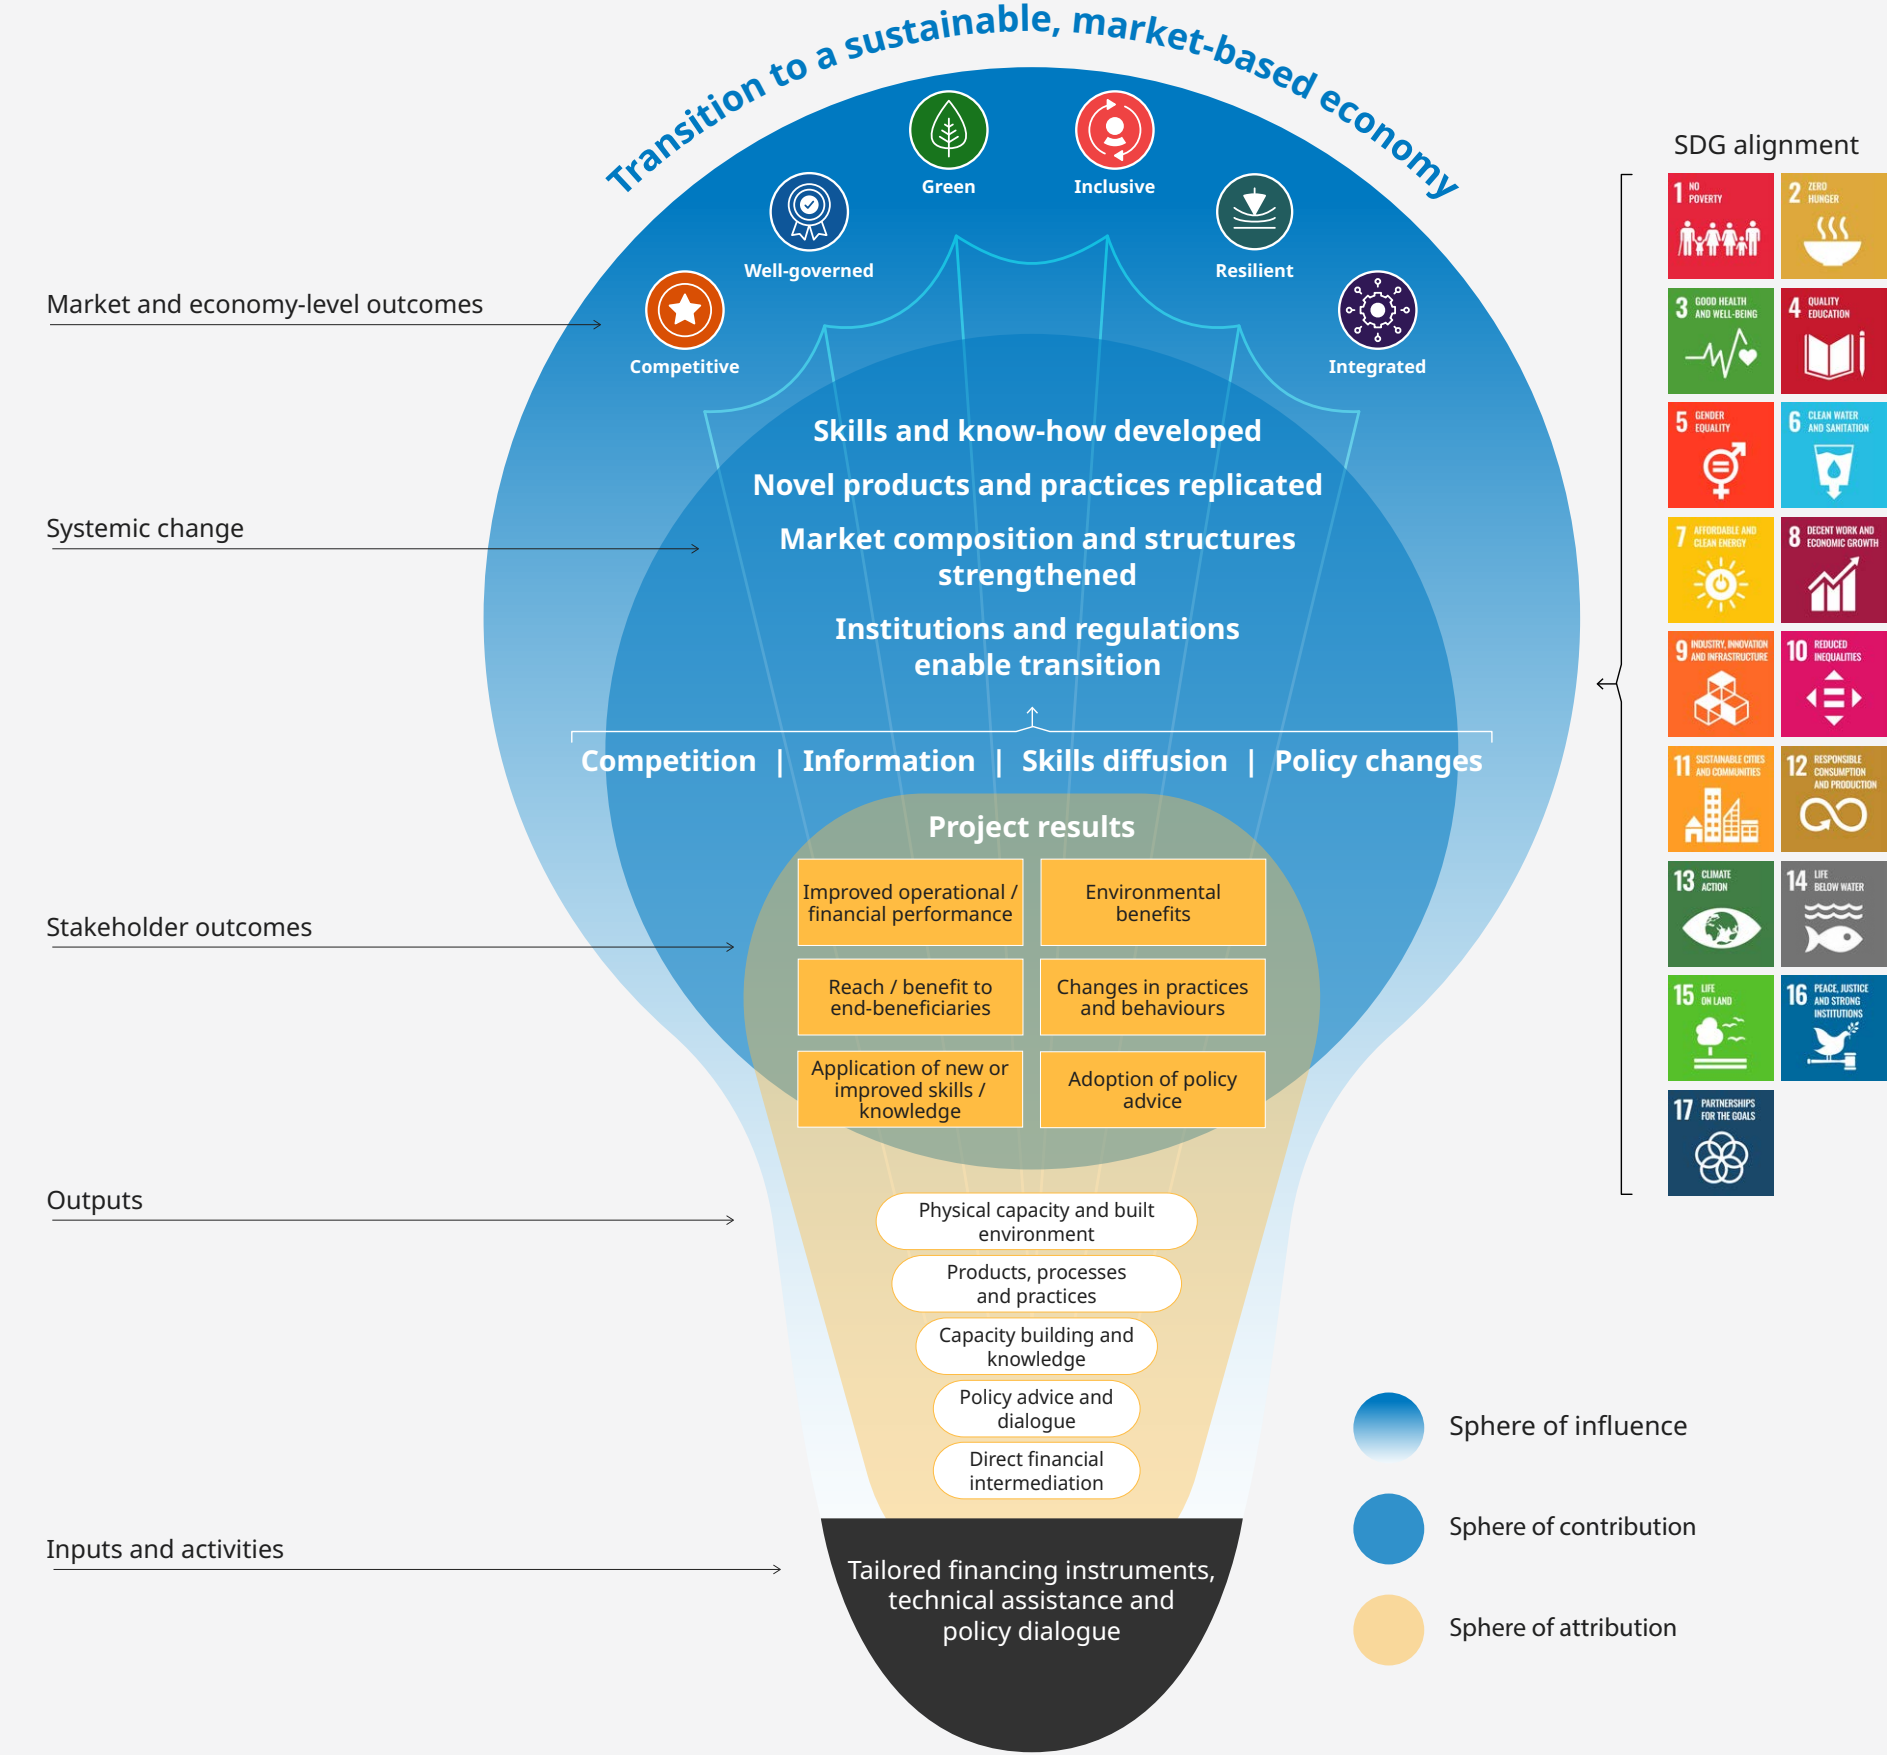 Transition to a sustainable, market-based economy
Green
Inclusive
Well-governed
Resilient
Competitive
Integrated
Market and economy-level outcomes
Skills and know-how developed
Novel products and practices replicated
Systemic change
Market composition and structures
strengthened
Institutions and regulations
enable transition
Competition | Information | Skills diffusion | Policy changes
Project results
Stakeholder outcomes
Improved operational /
financial performance
Environmental
benefits
Reach / benefit to
end-beneficiaries
Changes in practices
and behaviours
Application of new or
improved skills /
knowledge
Adoption of policy
advice
Outputs
Physical capacity and built
environment
Products, processes
and practices
Capacity building and
knowledge
Policy advice and
dialogue
Direct financial
intermediation
Inputs and activities
Tailored financing instruments,
technical assistance and
policy dialogue
SDG alignment
1 NO
POVERTY
2 ZERO
HUNGER
3 GOOD HEALTH
AND WELL-BEING
4 QUALITY
EDUCATION
5 GENDER
EQUALITY
6 CLEAN WATER
AND SANITATION
7 AFFORDABLE AND
CLEAN ENERGY
8 DECENT WORK AND
ECONOMIC GROWTH
9 INDUSTRY, INNOVATION
AND INFRASTRUCTURE
10 REDUCED
INEQUALITIES
11 SUSTAINABLE CITIES
AND COMMUNITIES
12 RESPONSIBLE
CONSUMPTION
AND PRODUCTION
13 CLIMATE
ACTION
14 LIFE
BELOW WATER
15 LIFE
ON LAND
16 PEACE, JUSTICE
AND STRONG
INSTITUTIONS
17 PARTNERSHIPS
FOR THE GOALS
Sphere of influence
Sphere of contribution
Sphere of attribution